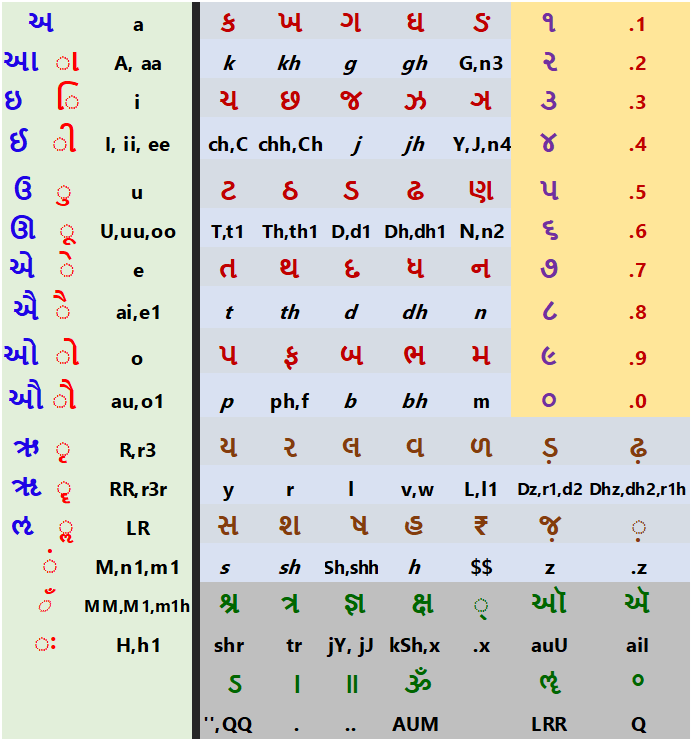 અ a ક ખ ગ ઘ ઙ ૧ .1
આ ા A, aa k kh g gh G,n3 ૨ .2
ઇ િ i ચ છ જ ઝ ઞ ૩ .3
ઈ ી I, ii, ee ch,C chh,Ch j jh Y,J,n4 ૪ .4
ઉ ુ u ટ ઠ ડ ઢ ણ ૫ .5
ઊ ૂ U,uu,oo T,t1 Th,th1 D,d1 Dh,dh1 N,n2 ૬ .6
એ ે e ત થ દ ધ ન ૭ .7
ઐ ૈ ai,e1 t th d dh n ૮ .8
ઓ ો o પ ફ બ ભ મ ૯ .9
ઔ ૌ au,o1 p ph,f b bh m ૦ .0
ઋ ૃ R,r3 ય ર લ વ ળ ડ઼ ઢ઼
ૠ ૄ RR,r3r y r l v,w L,l1 Dz,r1,d2 Dhz,dh2,r1h
ઌ ૢ LR સ શ ષ હ ₹ જ઼ ઼
ં M,n1,m1 s sh Sh,shh h $$ z .z
ઁ MM,M1,m1h શ્ર ત્ર જ્ઞ ક્ષ ્ ઑ ઍ
ઃ H,h1 shr tr jY, jJ kSh,x .x auU aiI
ઽ । ॥ ૐ ૡ ॰
'',QQ . .. AUM LRR Q